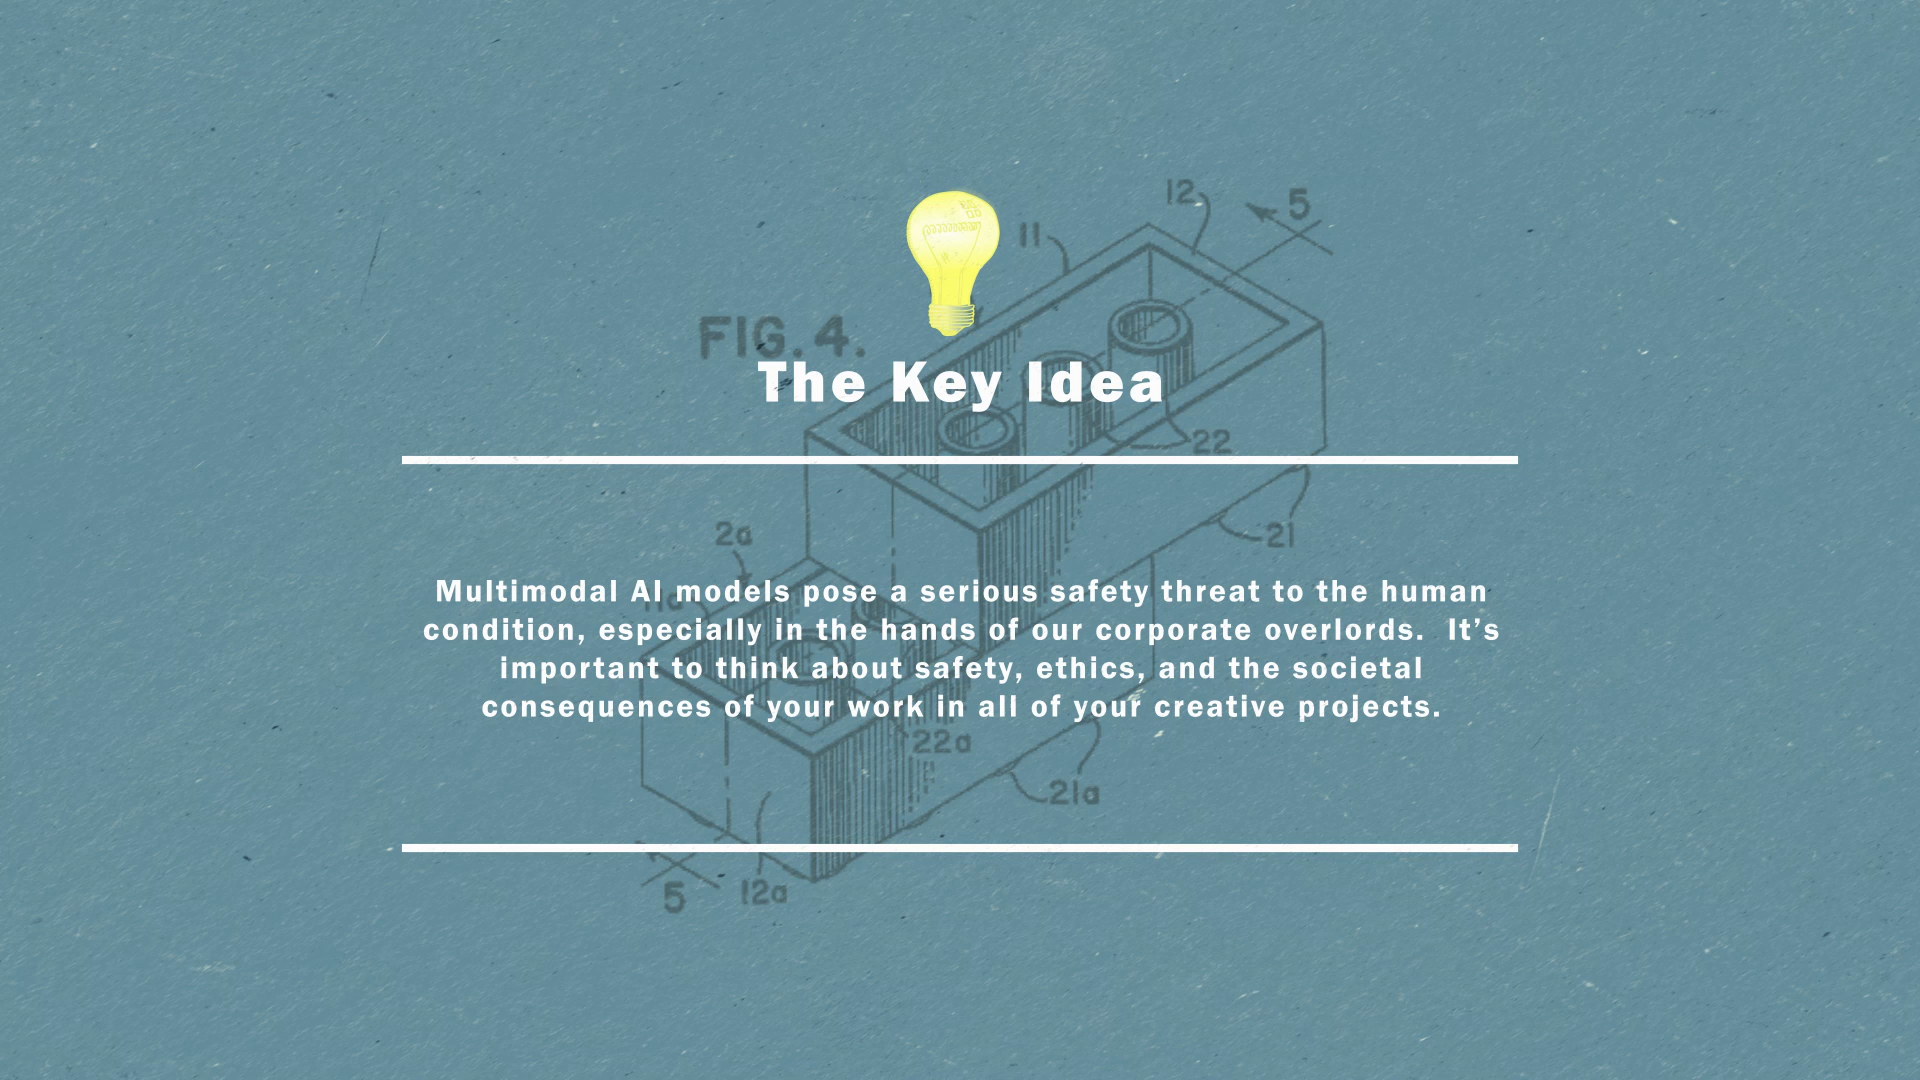 12
5
11
FIG. 4.
The Key Idea
22
2a
21
11a
Multimodal AI models pose a serious safety threat to the human
condition, especially in the hands of our corporate overlords.  It’s
important to think about safety, ethics, and the societal
consequences of your work in all of your creative projects.
22a
21a
5
12a